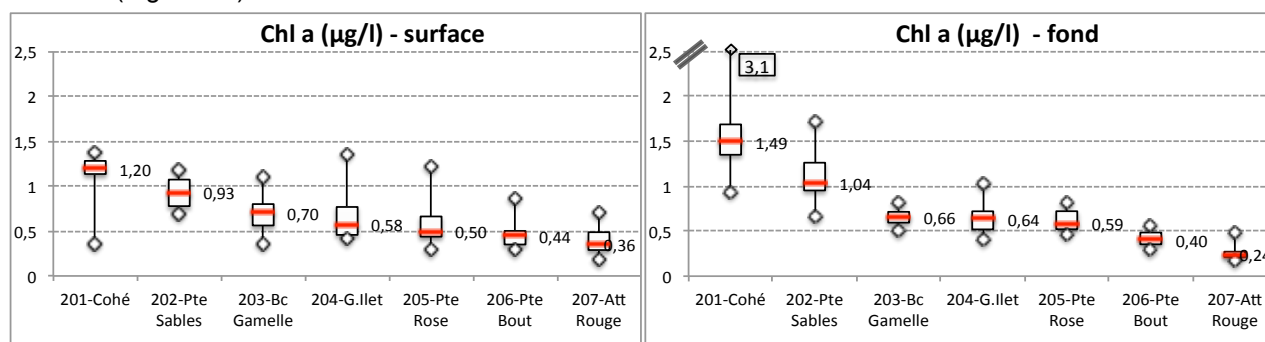 Chl a (µg/l) - surface
2,5
2
1,5
1
0,5
0
1,20
0,93
0,70
0,58
0,50
0,44
0,36
201-Cohé
202-Pte
Sables
203-Bc
Gamelle
204-G.Ilet
205-Pte
Rose
206-Pte
Bout
207-Att
Rouge
Chl a (µg/l) - fond
2,5
2
1,5
1
0,5
0
3,1
1,49
1,04
0,66
0,64
0,59
0,40
0,24
201-Cohé
202-Pte
Sables
203-Bc
Gamelle
204-G.Ilet
205-Pte
Rose
206-Pte
Bout
207-Att
Rouge